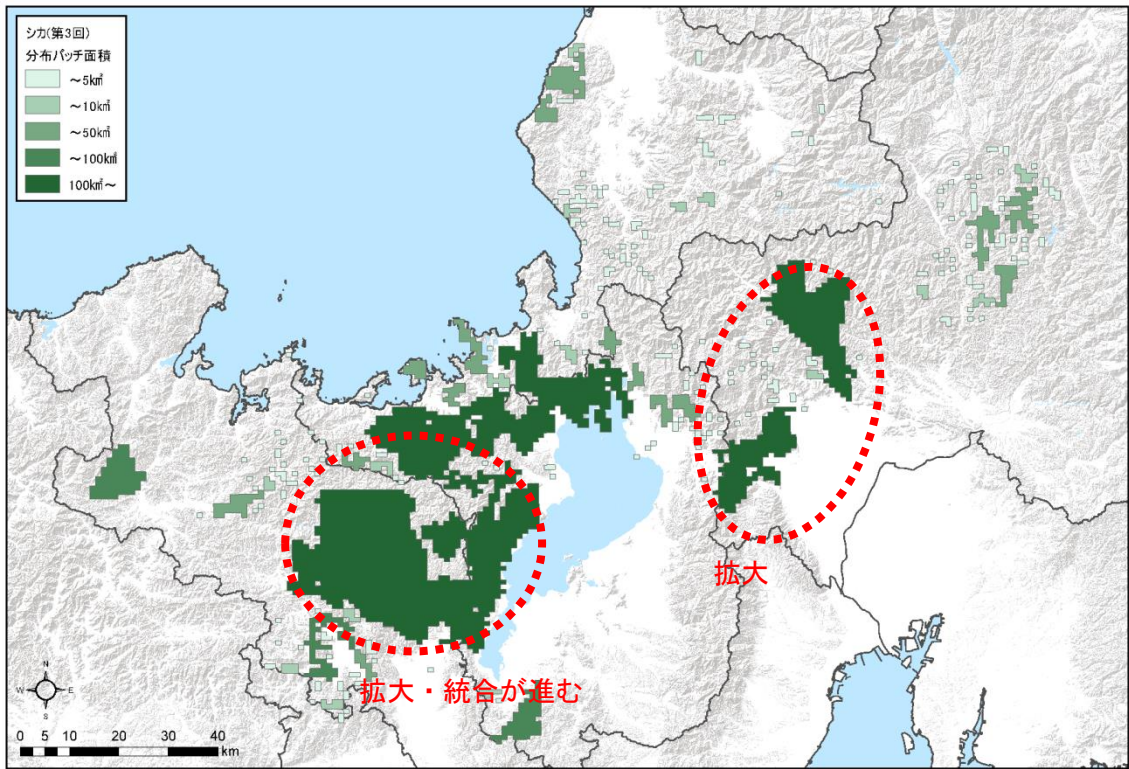 シカ(第3回)
分布パッチ面積
～5k㎡
～10k㎡
～50k㎡
～100k㎡
100k㎡～
拡大
拡大・統合が進む
N
W E
S
0 5 10 20 30 40
km